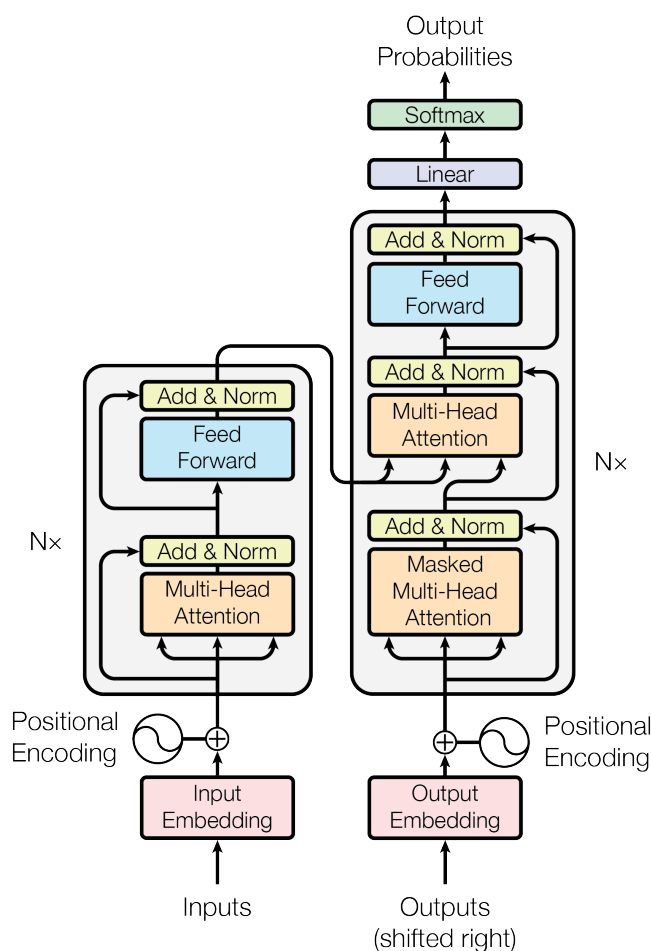 Output
Probabilities
Softmax
Linear
Add & Norm
Feed
Forward
Add & Norm
Multi-Head
Attention
Add & Norm
Masked
Multi-Head
Attention
Nx
Add & Norm
Feed
Forward
Add & Norm
Multi-Head
Attention
Nx
Positional
Encoding
Positional
Encoding
Input
Embedding
Output
Embedding
Inputs
Outputs
(shifted right)